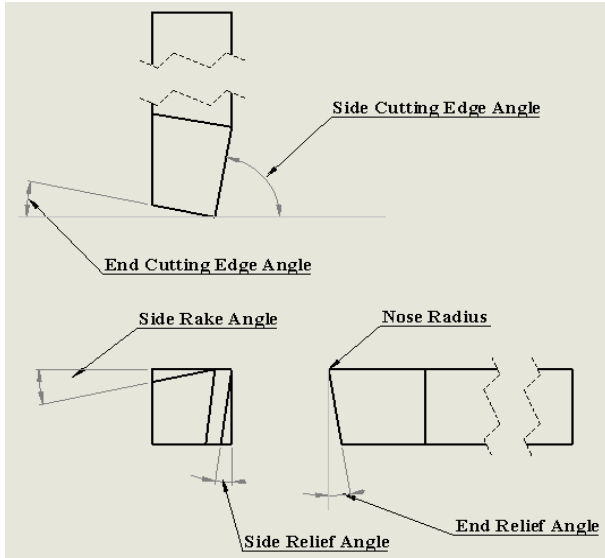 Side Cutting Edge Angle
End Cutting Edge Angle
Side Rake Angle
Nose Radius
Side Relief Angle
End Relief Angle